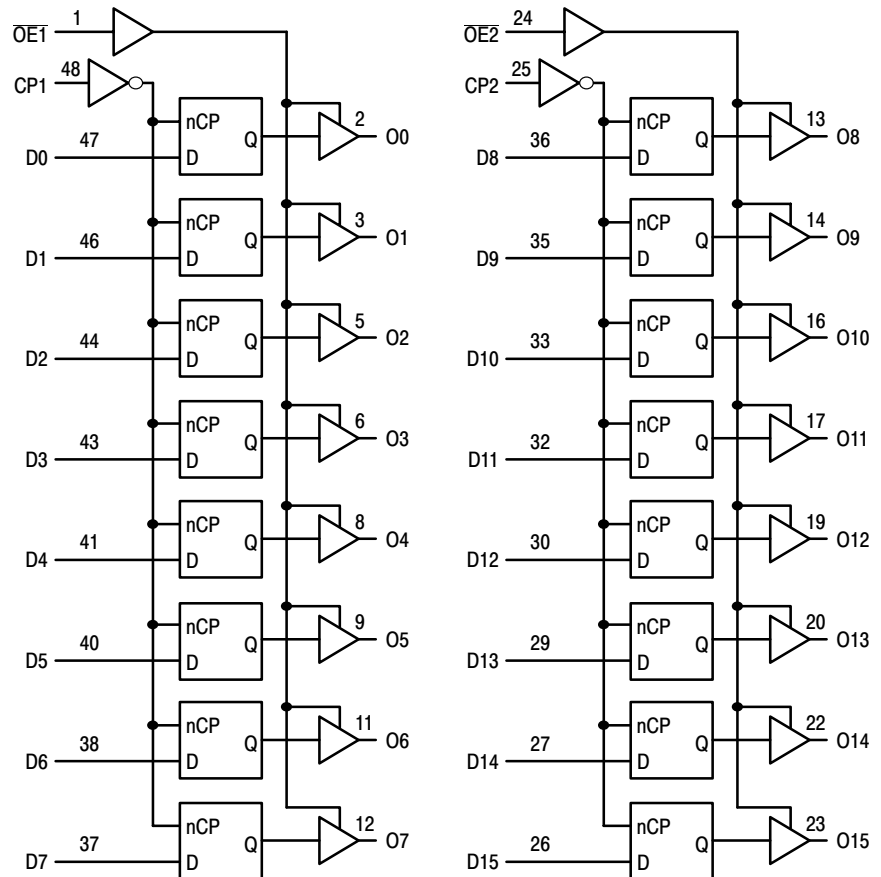 1
OE1
48
CP1
nCP
Q
D
2
O0
47
D0
nCP
Q
D
3
O1
46
D1
nCP
Q
D
5
O2
44
D2
nCP
Q
D
6
O3
43
D3
nCP
Q
D
8
O4
41
D4
nCP
Q
D
9
O5
40
D5
nCP
Q
D
11
O6
38
D6
nCP
Q
D
12
O7
37
D7
24
OE2
25
CP2
nCP
Q
D
13
O8
36
D8
nCP
Q
D
14
O9
35
D9
nCP
Q
D
16
O10
33
D10
nCP
Q
D
17
O11
32
D11
nCP
Q
D
19
O12
30
D12
nCP
Q
D
20
O13
29
D13
nCP
Q
D
22
O14
27
D14
nCP
Q
D
23
O15
26
D15